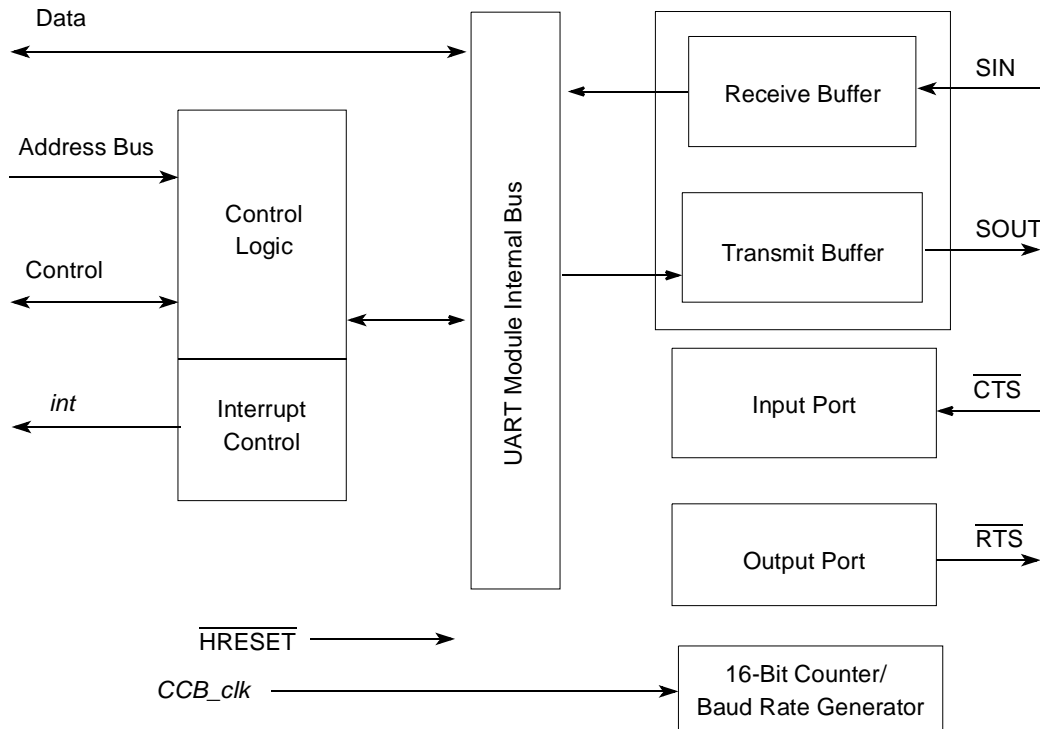 Data
SIN
Receive Buffer
Address Bus
Control
Logic
SOUT
Transmit Buffer
Control
UART Module Internal Bus
CTS
Input Port
int
Interrupt
Control
RTS
Output Port
HRESET
CCB_clk
16-Bit Counter/
Baud Rate Generator